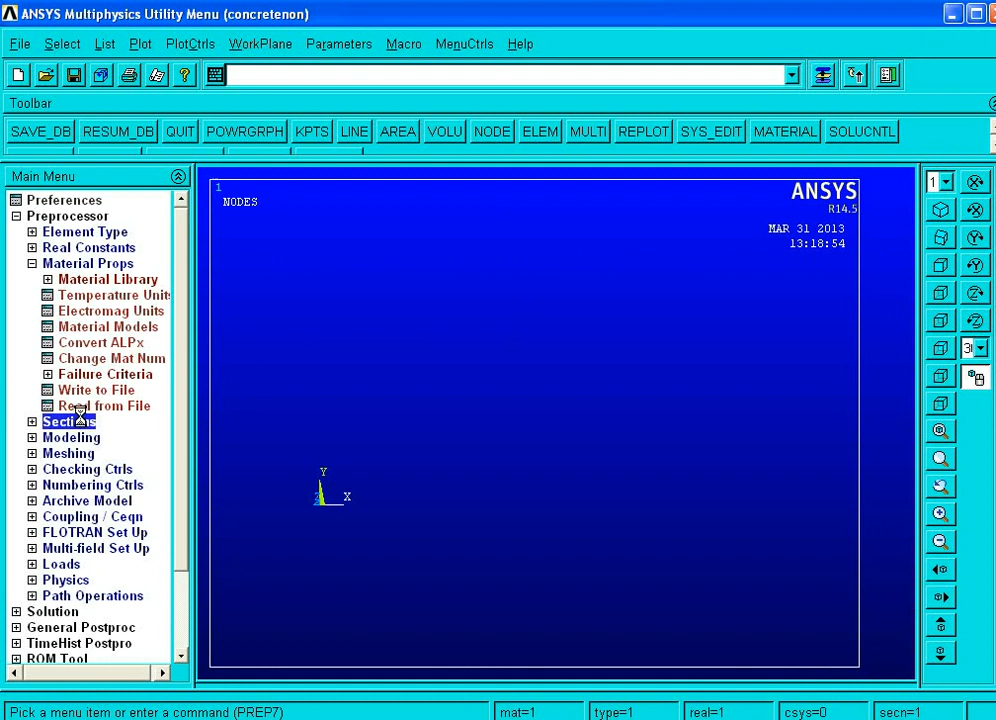 ANSYS Multiphysics Utility Menu (concretenon)
File Select List Plot PlotCtrls WorkPlane Parameters Macro MenuCtrls Help
Toolbar
SAVE_DB RESUM_DB QUIT POWRGRPH KPTS LINE AREA VOLU NODE ELEM MULTI REPLOT SYS_EDIT MATERIAL SOLUCNTL
Main Menu
Preferences
Preprocessor
Element Type
Real Constants
Material Props
Material Library
Temperature Units
Electromag Units
Material Models
Convert ALPx
Change Mat Num
Failure Criteria
Write to File
Read from File
Sections
Modeling
Meshing
Checking Ctrls
Numbering Ctrls
Archive Model
Coupling / Ceqn
FLOTRAN Set Up
Multi-field Set Up
Loads
Physics
Path Operations
Solution
General Postproc
TimeHist Postpro
ROM Tool
1
NODES
ANSYS
R14.5
MAR 31 2013
13:18:54
Y
Z X
1
3
Pick a menu item or enter a command (PREP7) mat=1 type=1 real=1 csys=0 secn=1